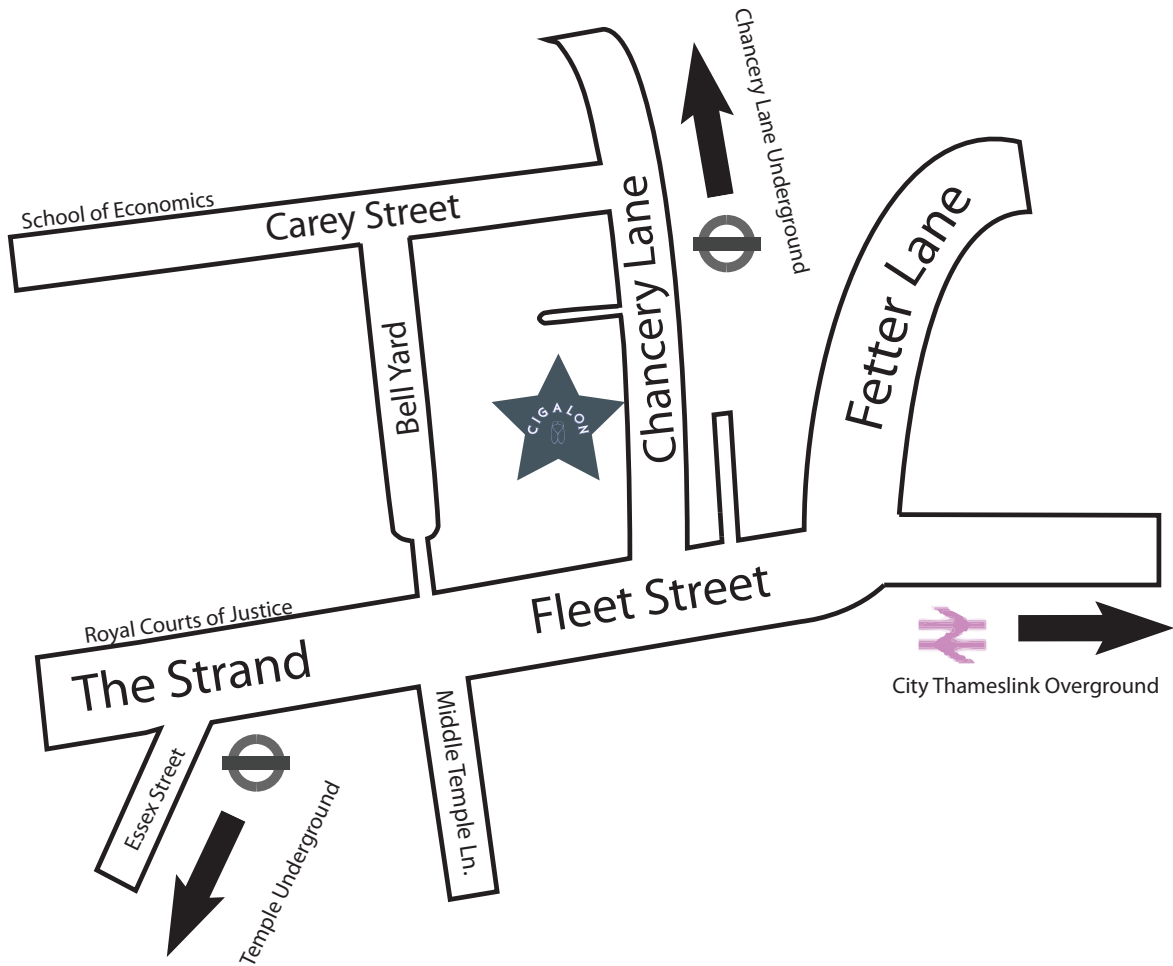 Chancery Lane Underground
School of Economics
Carey Street
Chancery Lane
Fetter Lane
Bell Yard
CIGALON
Fleet Street
Royal Courts of Justice
The Strand
City Thameslink Overground
Middle Temple Ln.
Essex Street
Temple Underground